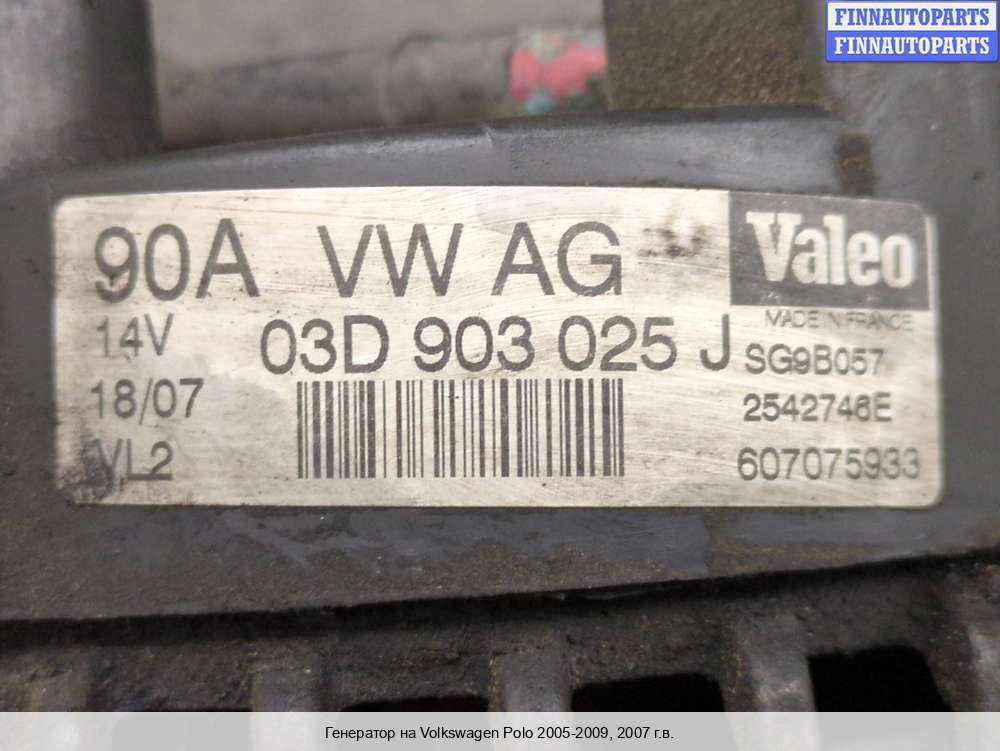 FINNAUTOPARTS
FINNAUTOPARTS
90A VW AG
Valeo
MADE IN FRANCE
14V
03D 903 025 J
SG9B057
18/07
2542746E
VL2
607075933
Генератор на Volkswagen Polo 2005-2009, 2007 г.в.